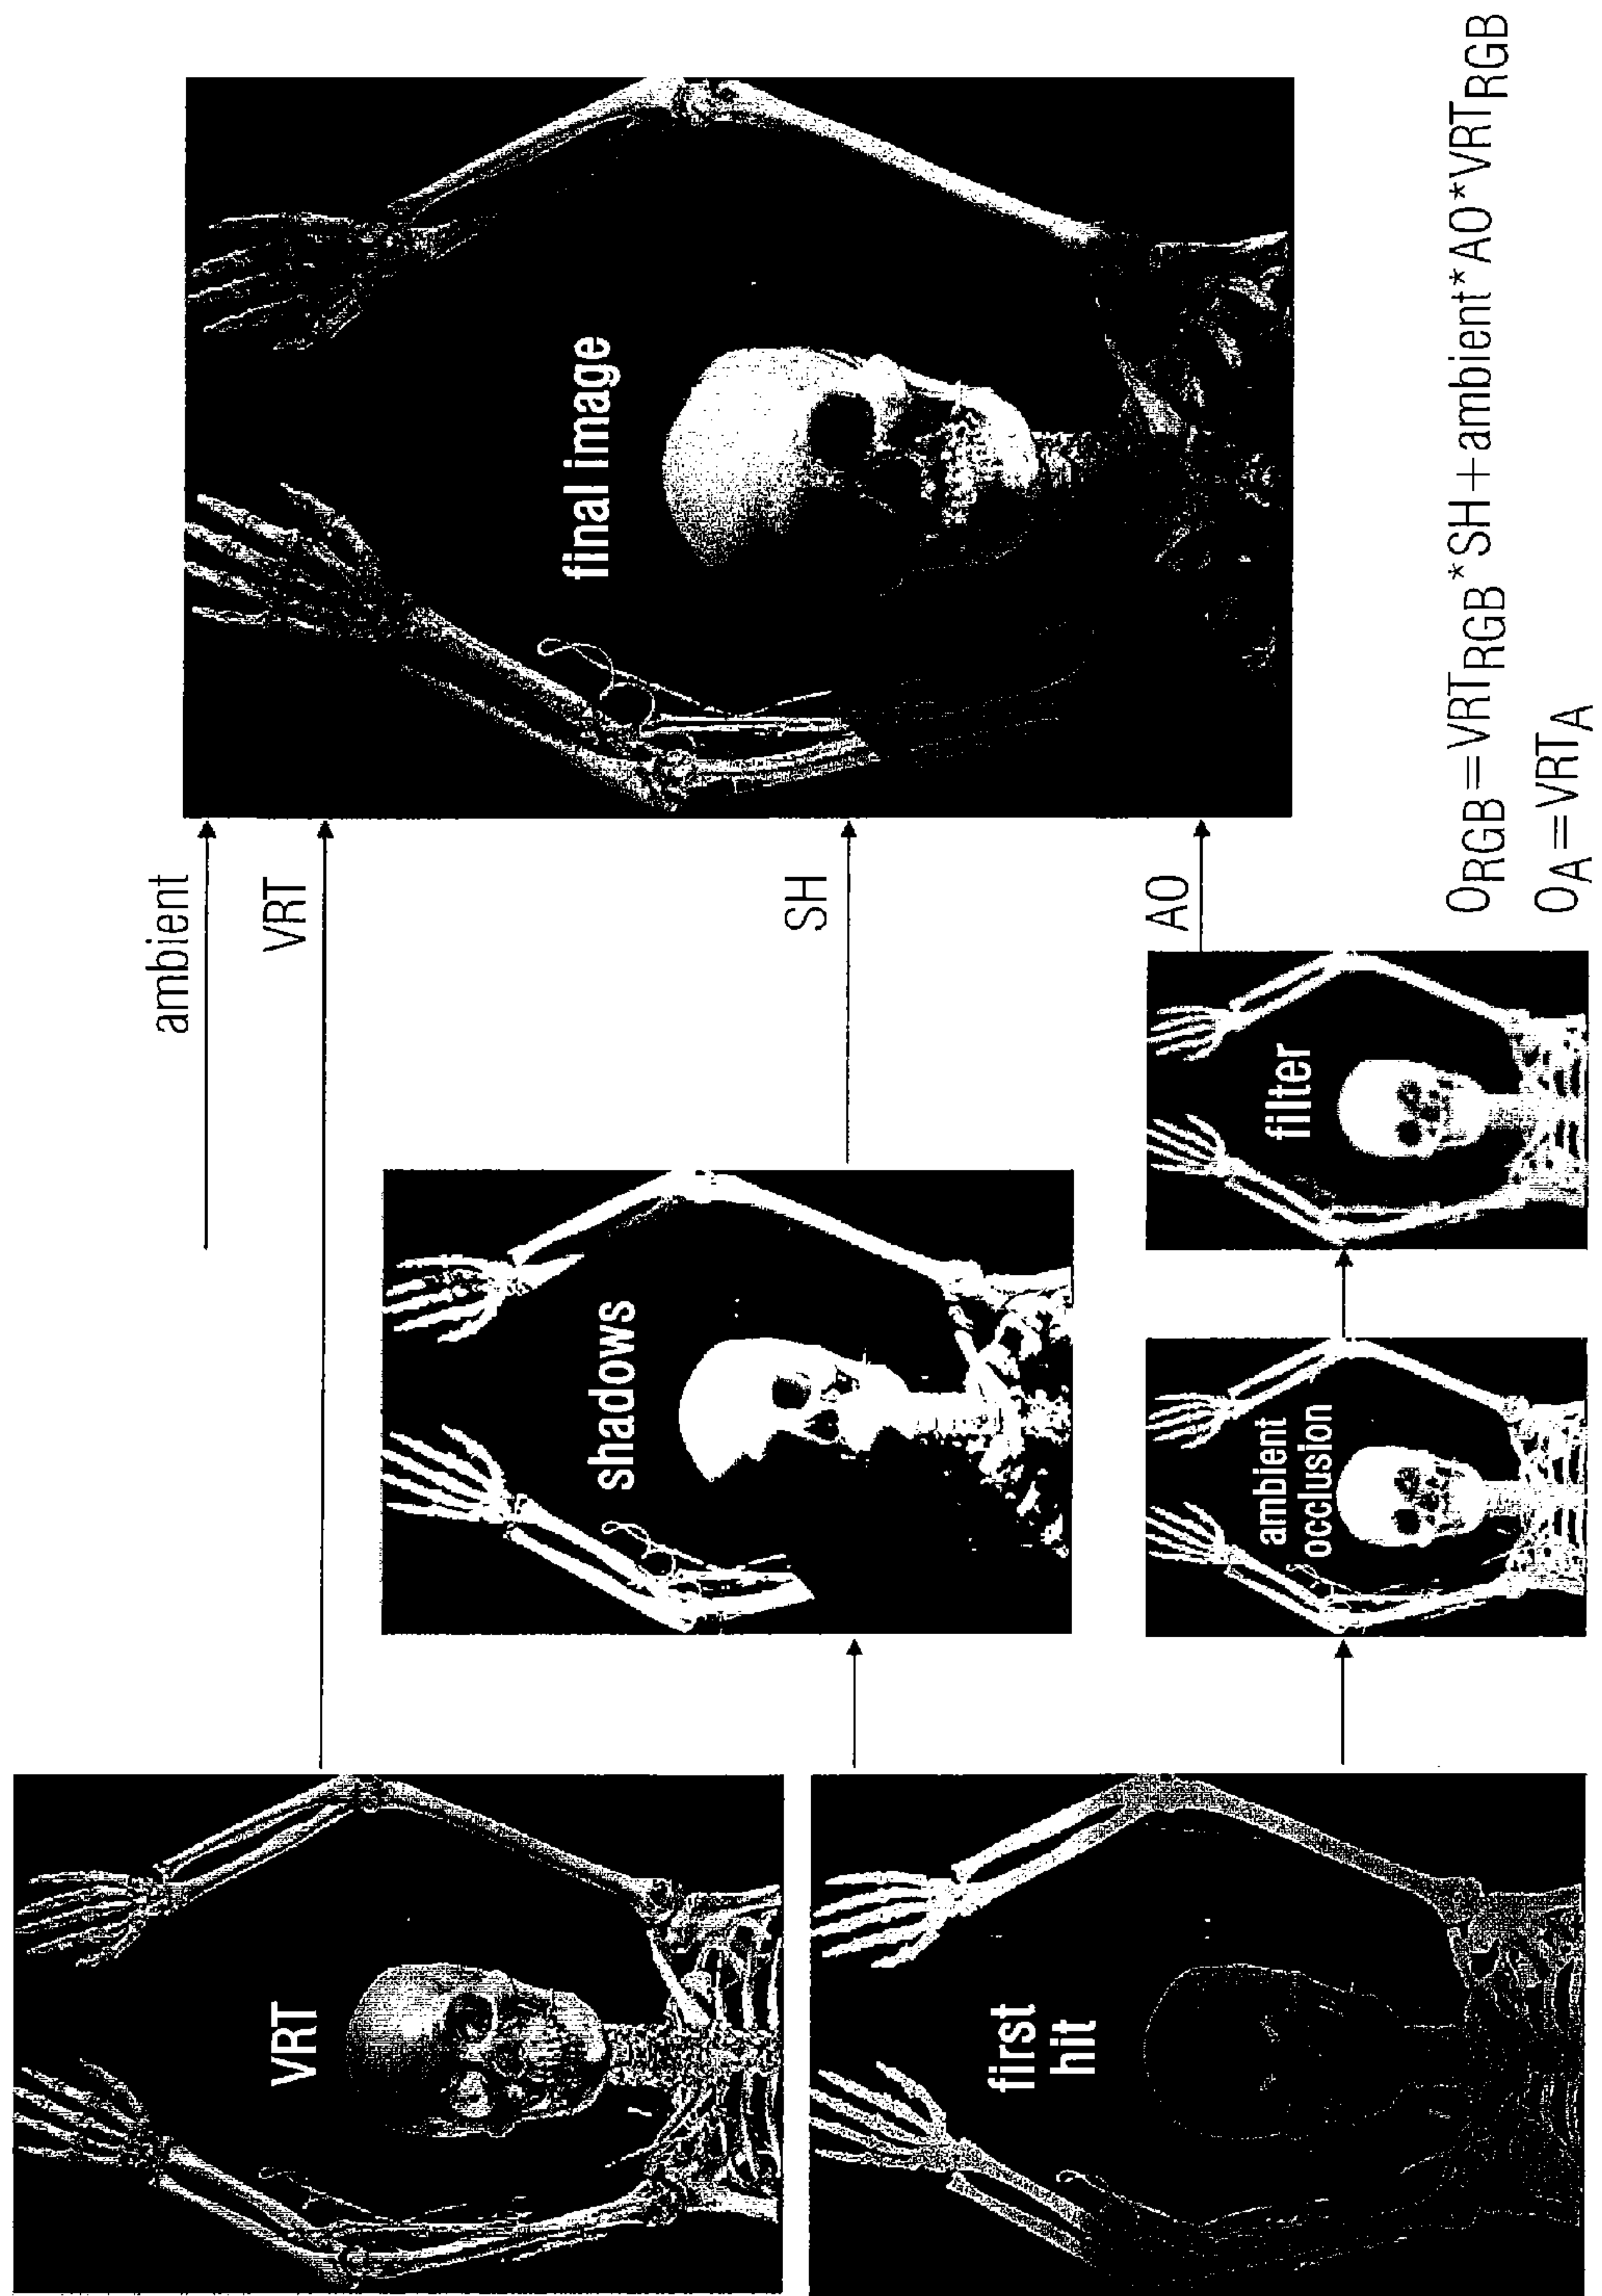 VRT
first
hit
shadows
ambient
occlusion
filter
ambient
VRT
SH
AO
final image
O_RGB = VRT_RGB * SH + ambient * AO * VRT_RGB
O_A = VRT_A